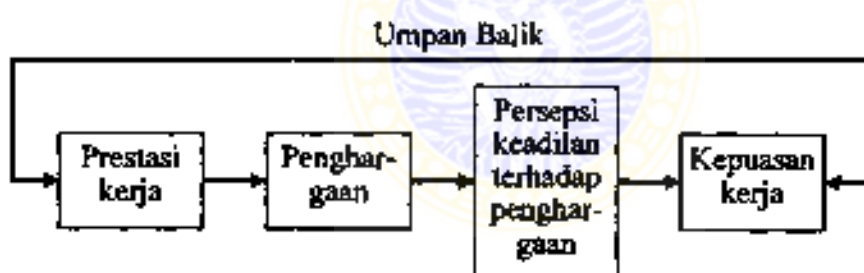 Umpan Balik
Prestasi
kerja
Penghar-
gaan
Persepsi
keadilan
terhadap
penghar-
gaan
Kepuasan
kerja